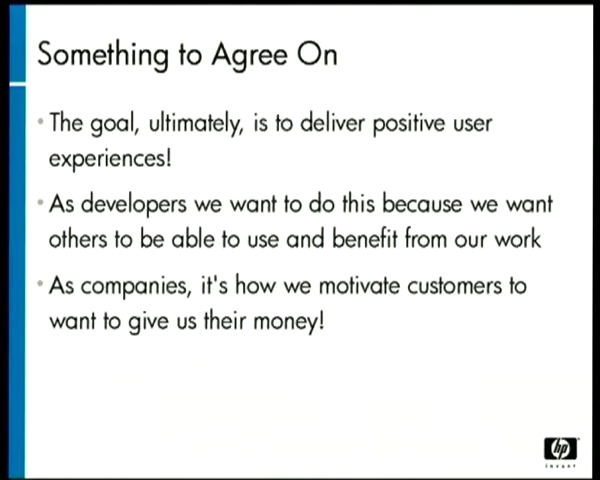 Something to Agree On
• The goal, ultimately, is to deliver positive user
experiences!
• As developers we want to do this because we want
others to be able to use and benefit from our work
• As companies, it's how we motivate customers to
want to give us their money!
hp
invent